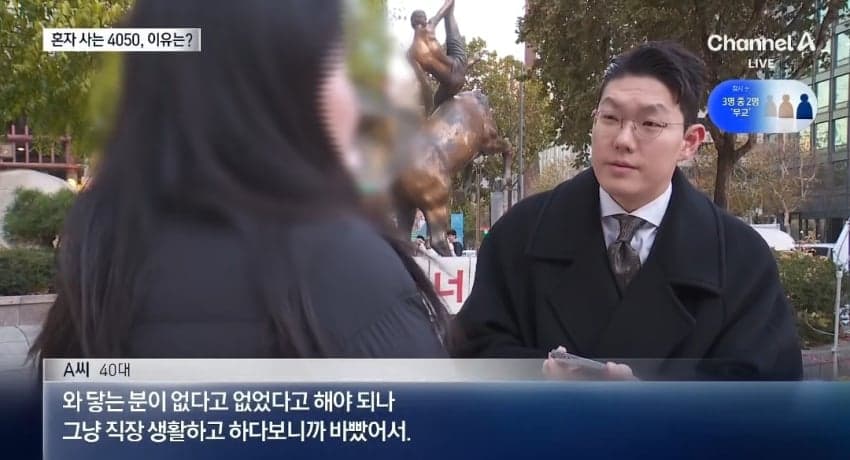 혼자 사는 4050, 이유는?
Channel A
LIVE
3명 중 2명
'무교'
너
A씨 40대
와 닿는 분이 없다고 없었다고 해야 되나
그냥 직장 생활하고 하다보니까 바빴어서.